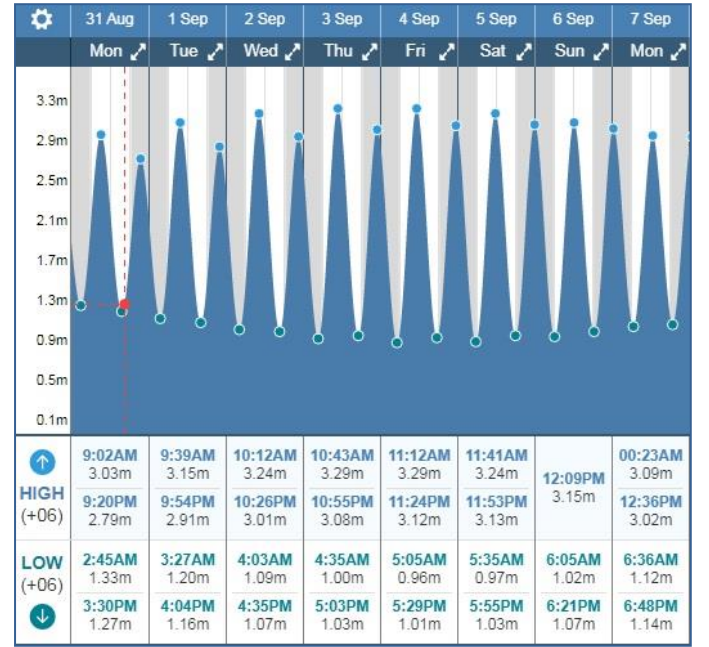 31 Aug 1 Sep 2 Sep 3 Sep 4 Sep 5 Sep 6 Sep 7 Sep
Mon Tue Wed Thu Fri Sat Sun Mon
3.3m
2.9m
2.5m
2.1m
1.7m
1.3m
0.9m
0.5m
0.1m
HIGH
(+06)
9:02AM 9:39AM 10:12AM 10:43AM 11:12AM 11:41AM 12:09PM 00:23AM
3.03m 3.15m 3.24m 3.29m 3.29m 3.24m 3.15m 3.09m
9:20PM 9:54PM 10:26PM 10:55PM 11:24PM 11:53PM 12:36PM
2.79m 2.91m 3.01m 3.08m 3.12m 3.13m 3.02m
LOW
(+06)
2:45AM 3:27AM 4:03AM 4:35AM 5:05AM 5:35AM 6:05AM 6:36AM
1.33m 1.20m 1.09m 1.00m 0.96m 0.97m 1.02m 1.12m
3:30PM 4:04PM 4:35PM 5:03PM 5:29PM 5:55PM 6:21PM 6:48PM
1.27m 1.16m 1.07m 1.03m 1.01m 1.03m 1.07m 1.14m